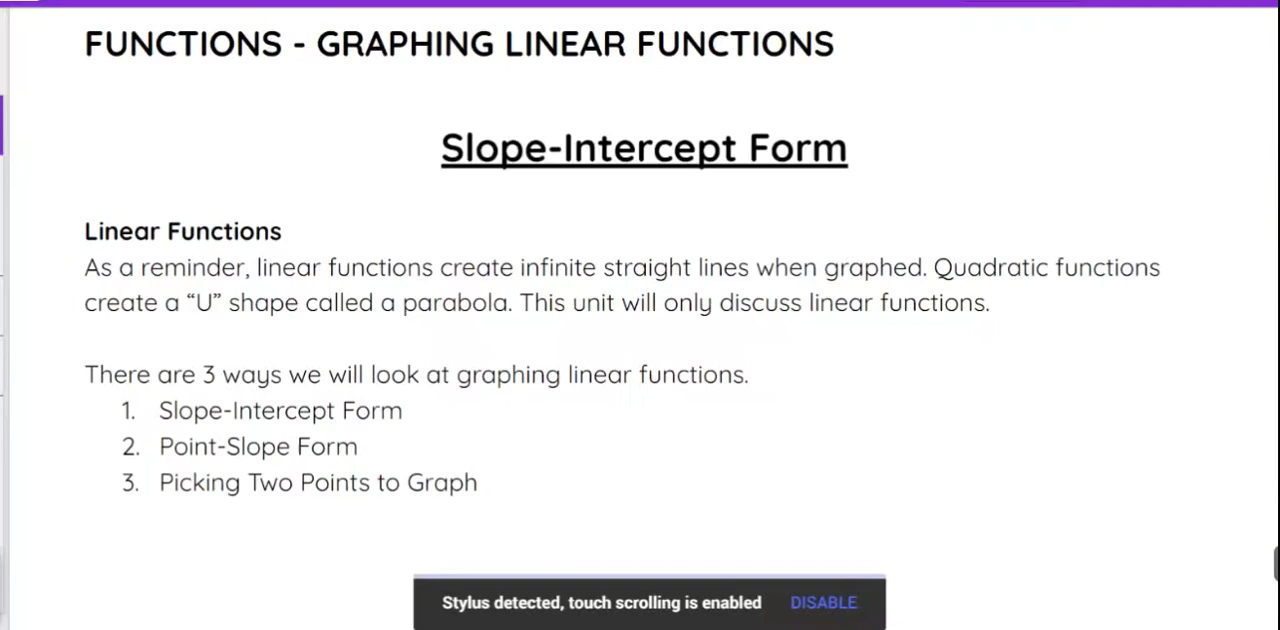 FUNCTIONS - GRAPHING LINEAR FUNCTIONS
Slope-Intercept Form
Linear Functions
As a reminder, linear functions create infinite straight lines when graphed. Quadratic functions
create a “U” shape called a parabola. This unit will only discuss linear functions.
There are 3 ways we will look at graphing linear functions.
1. Slope-Intercept Form
2. Point-Slope Form
3. Picking Two Points to Graph
Stylus detected, touch scrolling is enabled DISABLE